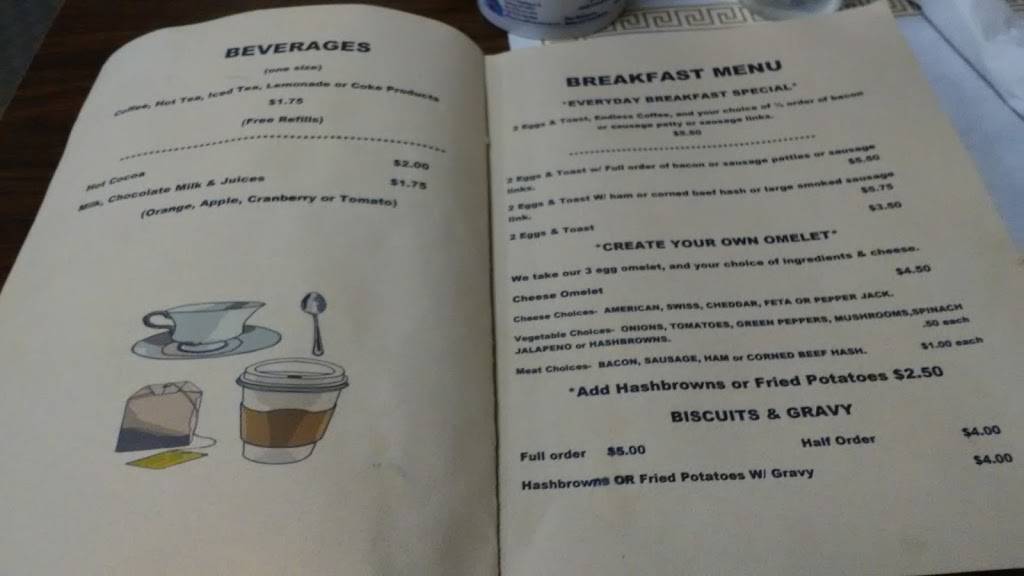 BEVERAGES
(one size)
Coffee, Hot Tea, Iced Tea, Lemonade or Coke Products
$1.75
(Free Refills)
Hot Cocoa $2.00
Milk, Chocolate Milk & Juices $1.75
(Orange, Apple, Cranberry or Tomato)
BREAKFAST MENU
*EVERYDAY BREAKFAST SPECIAL*
2 Eggs & Toast, Endless Coffee, and your choice of ½ order of bacon
or sausage patty or sausage links.
2 Eggs & Toast w/ Full order of bacon or sausage patties or sausage
links. $5.50
2 Eggs & Toast W/ ham or corned beef hash or large smoked sausage
link. $5.75
2 Eggs & Toast $3.50
*CREATE YOUR OWN OMELET*
We take our 3 egg omelet, and your choice of ingredients & cheese.
Cheese Omelet $4.50
Cheese Choices- AMERICAN, SWISS, CHEDDAR, FETA OR PEPPER JACK.
Vegetable Choices- ONIONS, TOMATOES, GREEN PEPPERS, MUSHROOMS,SPINACH
JALAPENO or HASHBROWNS. .50 each
Meat Choices- BACON, SAUSAGE, HAM or CORNED BEEF HASH. $1.00 each
*Add Hashbrowns or Fried Potatoes $2.50
BISCUITS & GRAVY
Full order $5.00 Half Order $4.00
Hashbrowns OR Fried Potatoes W/ Gravy $4.00